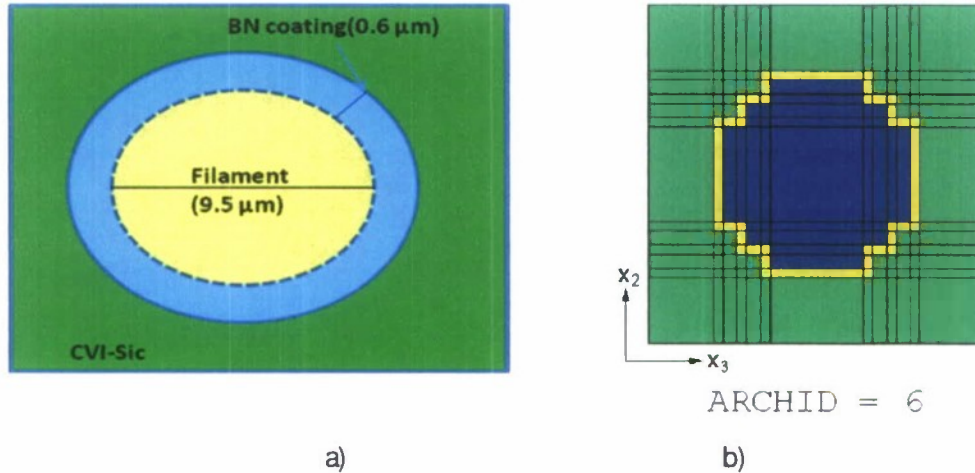 BN coating(0.6 µm)
Filament
(9.5 µm)
CVI-Sic
a)
x₂
x₃
ARCHID = 6
b)